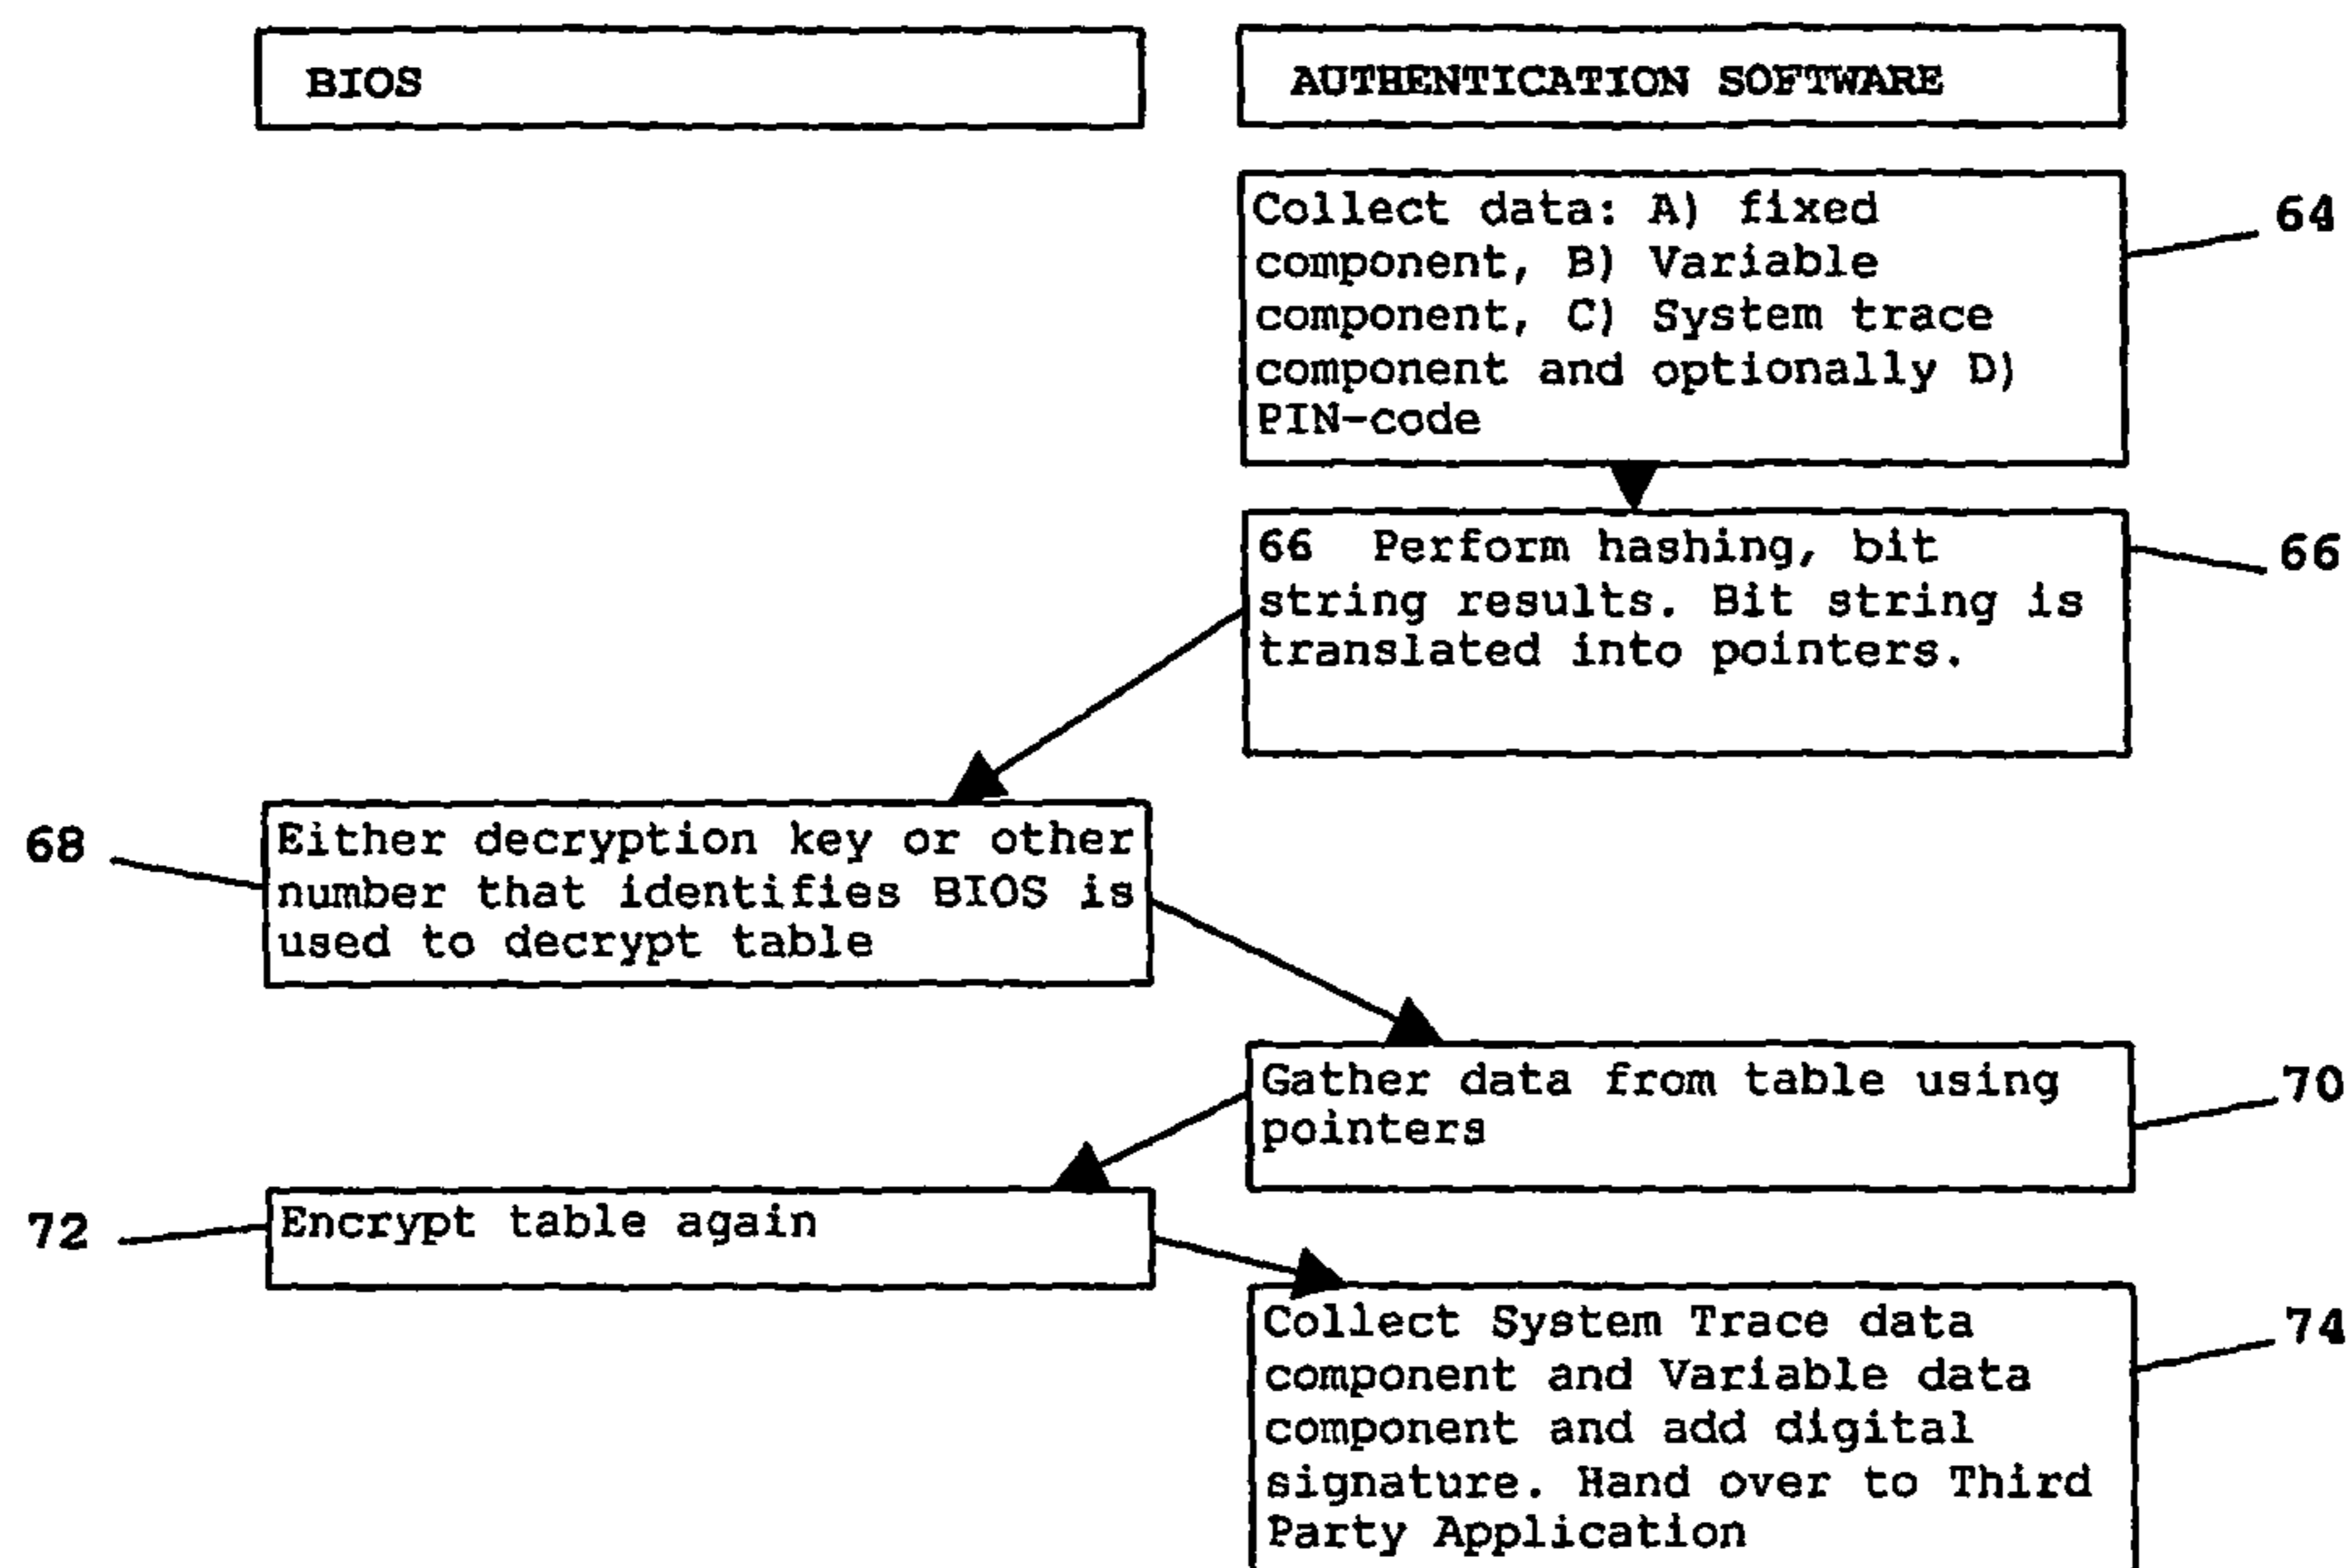 BIOS
AUTHENTICATION SOFTWARE
Collect data: A) fixed
component, B) Variable
component, C) System trace
component and optionally D)
PIN-code
64
66 Perform hashing, bit
string results. Bit string is
translated into pointers.
66
68
Either decryption key or other
number that identifies BIOS is
used to decrypt table
Gather data from table using
pointers
70
72
Encrypt table again
Collect System Trace data
component and Variable data
component and add digital
signature. Hand over to Third
Party Application
74